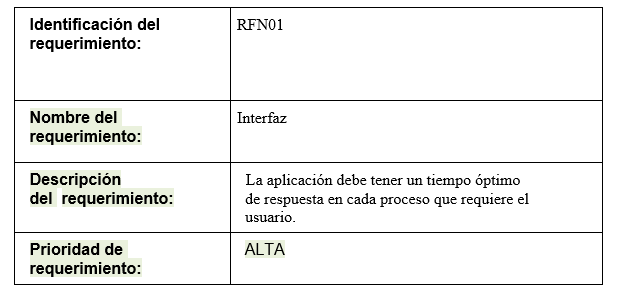 Identificación del
requerimiento:
RFN01
Nombre del
requerimiento:
Interfaz
Descripción
del requerimiento:
La aplicación debe tener un tiempo óptimo
de respuesta en cada proceso que requiere el
usuario.
Prioridad de
requerimiento:
ALTA